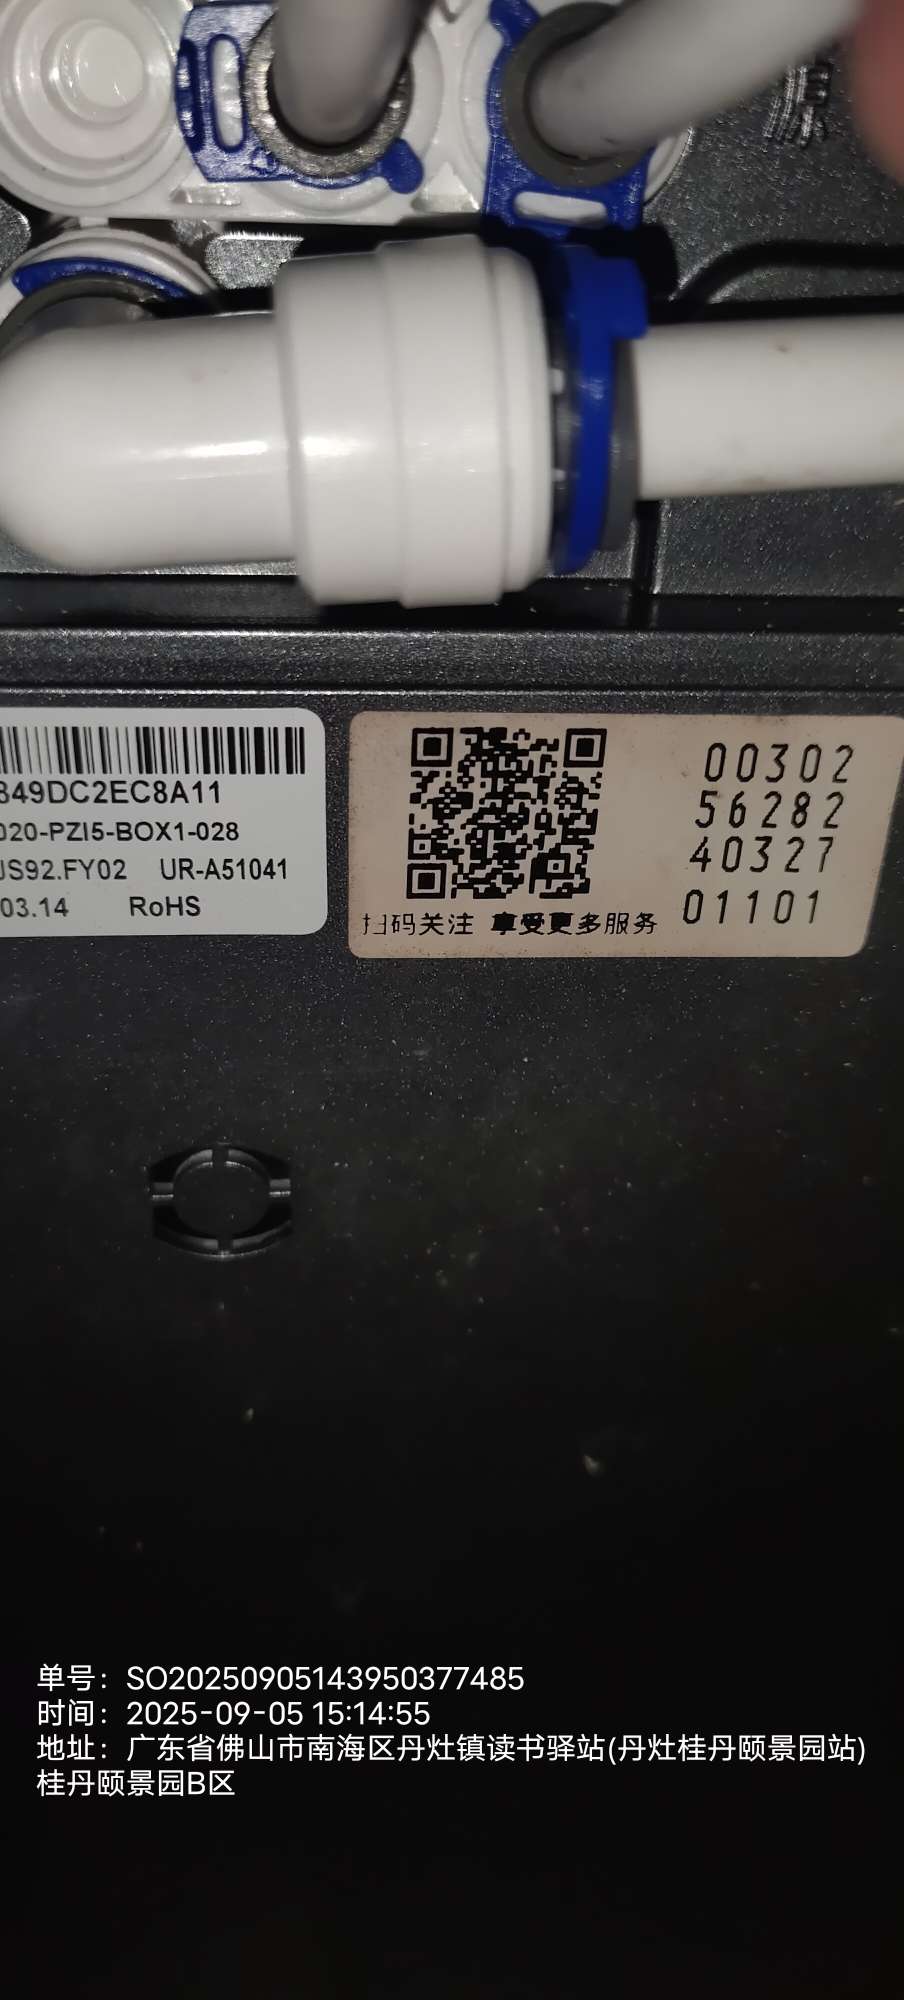 源
849DC2EC8A11
020-PZI5-BOX1-028
US92.FY02 UR-A51041
03.14 RoHS
00302
56282
40327
01101
扫码关注 享受更多服务
单号：SO20250905143950377485
时间：2025-09-05 15:14:55
地址：广东省佛山市南海区丹灶镇读书驿站(丹灶桂丹颐景园站)
桂丹颐景园B区